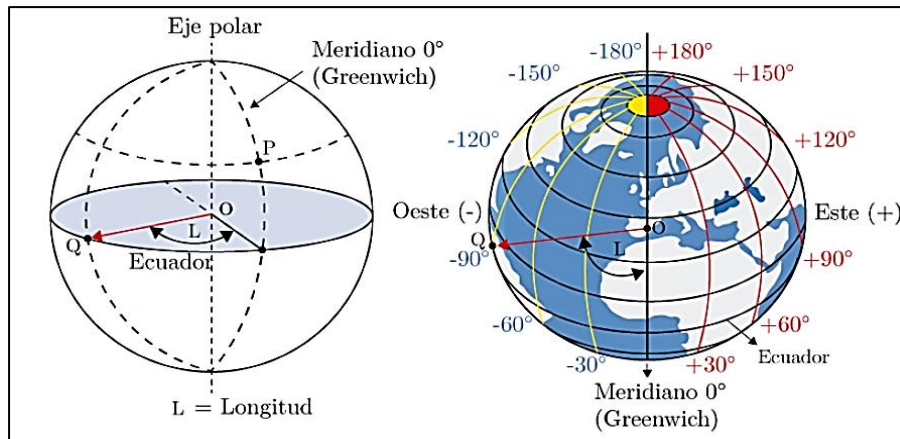 Eje polar
Meridiano 0°
(Greenwich)
P
O
L
Q
Ecuador
L = Longitud
-180°
+180°
-150°
+150°
-120°
+120°
Oeste (-)
Este (+)
O
Q
L
-90°
+90°
-60°
+60°
-30°
+30°
Ecuador
Meridiano 0°
(Greenwich)